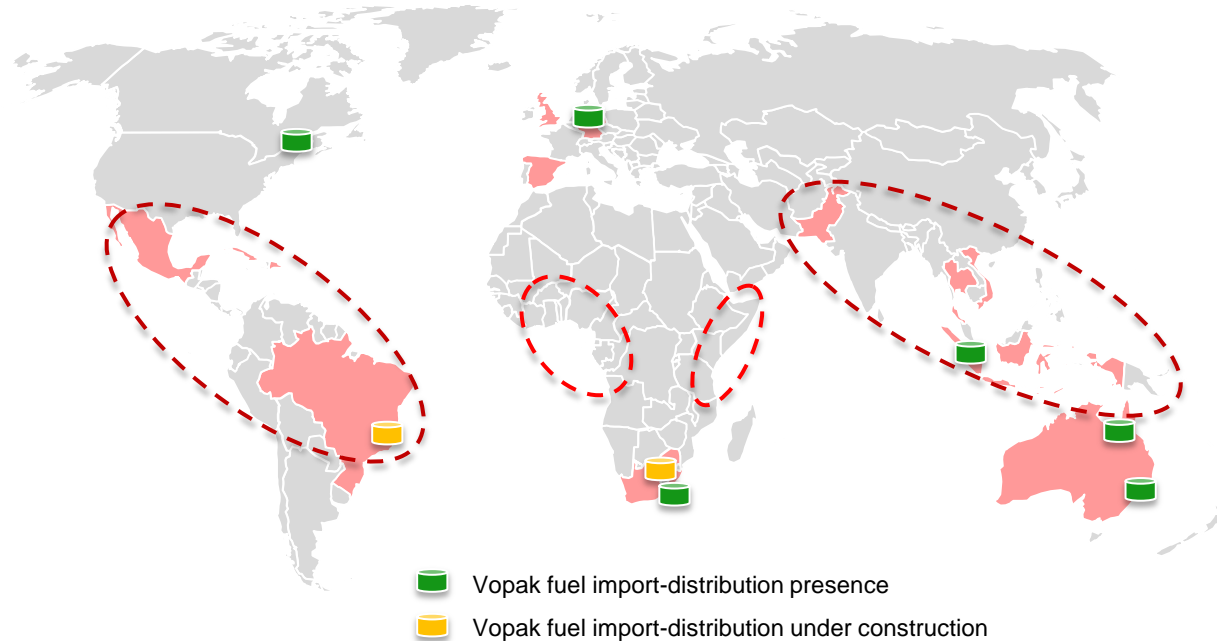 Vopak fuel import-distribution presence
Vopak fuel import-distribution under construction